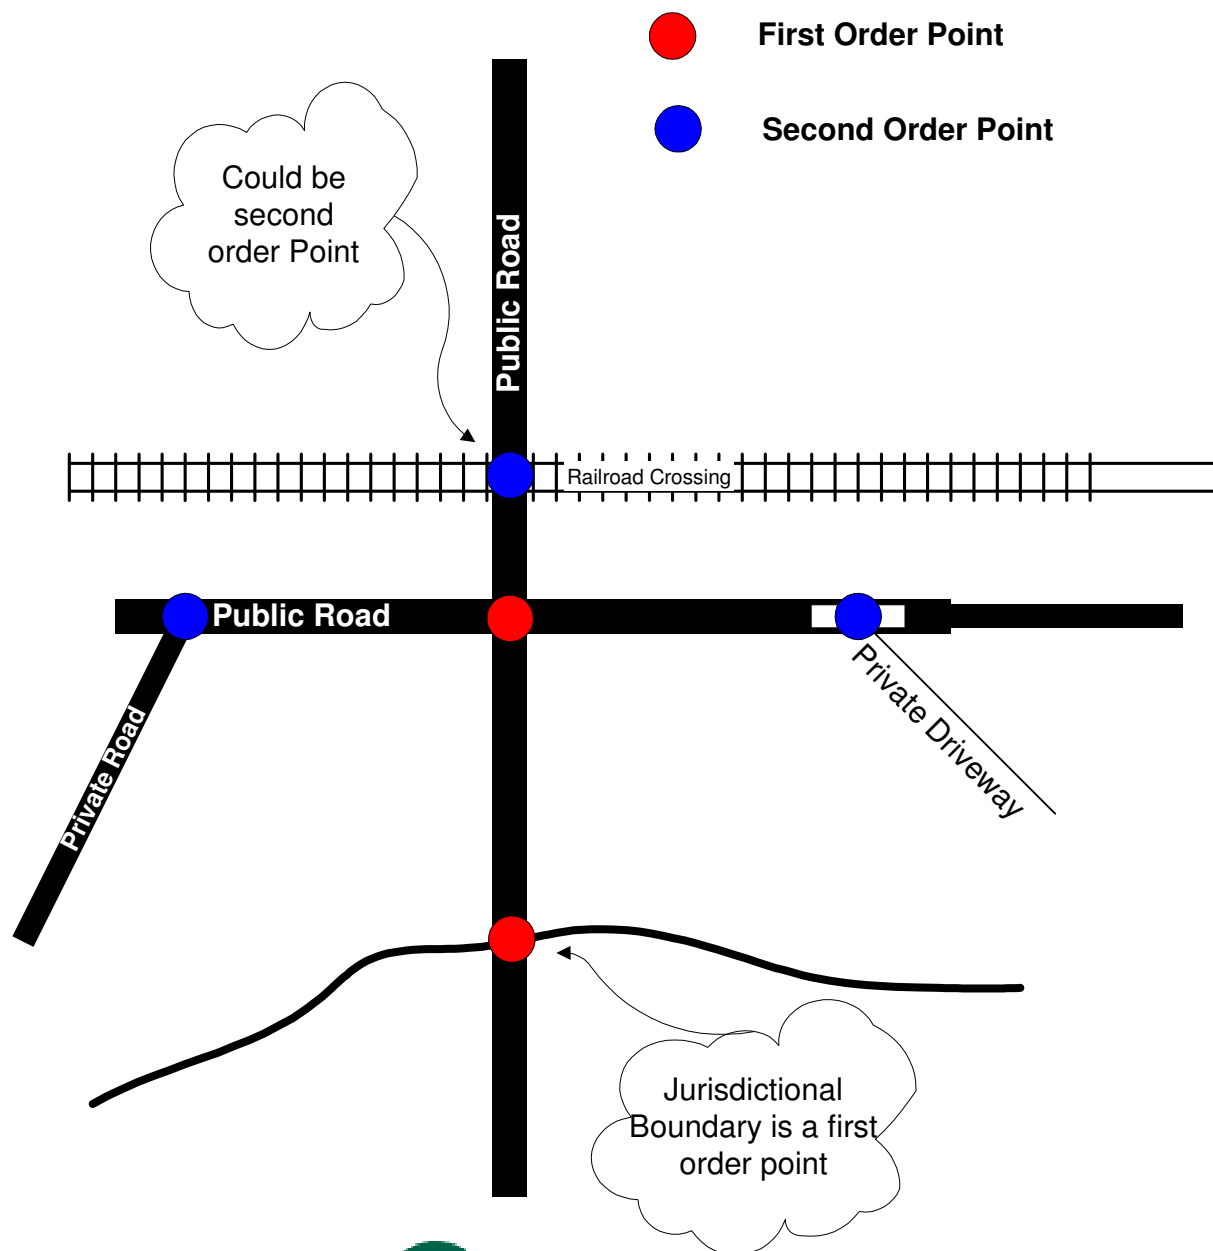 First Order Point
Second Order Point
Could be
second
order Point
Public Road
Railroad Crossing
Public Road
Private Road
Private Driveway
Jurisdictional
Boundary is a first
order point